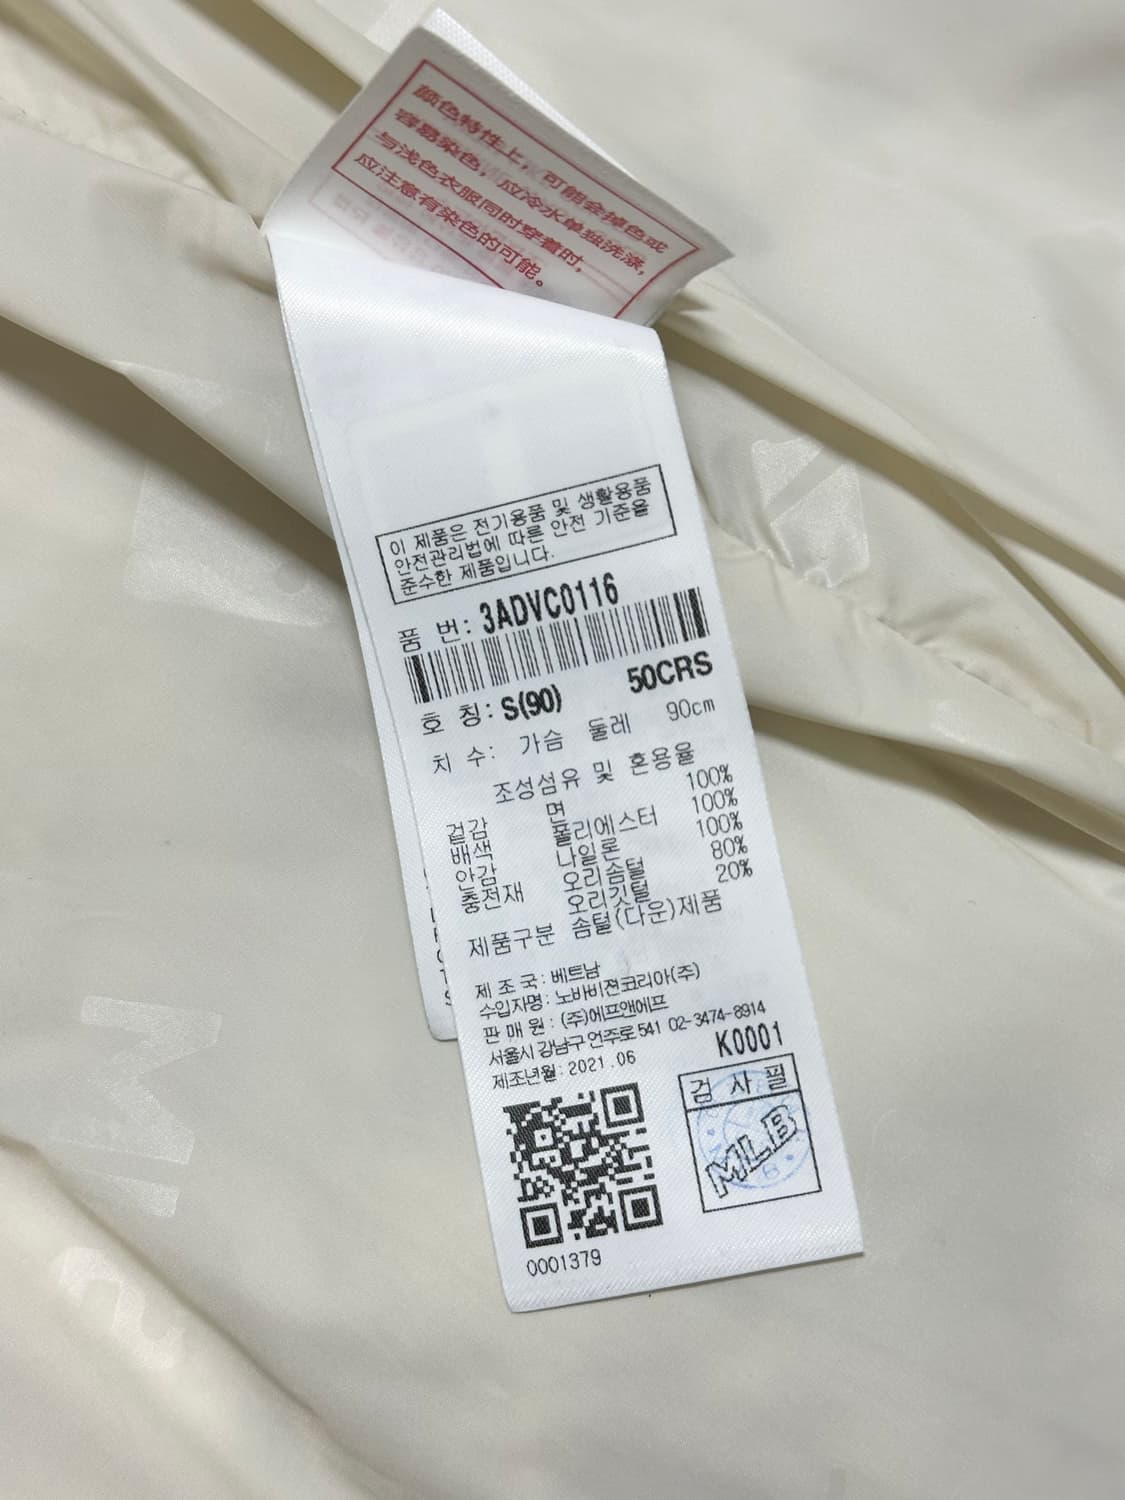 颜色特性上，可能会掉色或
容易染色，应冷水单独洗涤，
与浅色衣服同时穿着时，
应注意有染色的可能。
이 제품은 전기용품 및 생활용품
안전관리법에 따른 안전 기준을
준수한 제품입니다.
품 번: 3ADVC0116
호 칭: S(90) 50CRS
치 수: 가슴 둘레 90cm
조성섬유 및 혼용율
겉감 면 100%
배색 폴리에스터 100%
안감 나일론 100%
충전재 오리솜털 80%
오리깃털 20%
제품구분 솜털(다운)제품
제 조 국: 베트남
수입자명: 노바비젼코리아(주)
판 매 원: (주)에프앤에프
서울시 강남구 언주로 541 02-3474-8914
제조년월: 2021.06 K0001
검 사 필
MLB
0001379